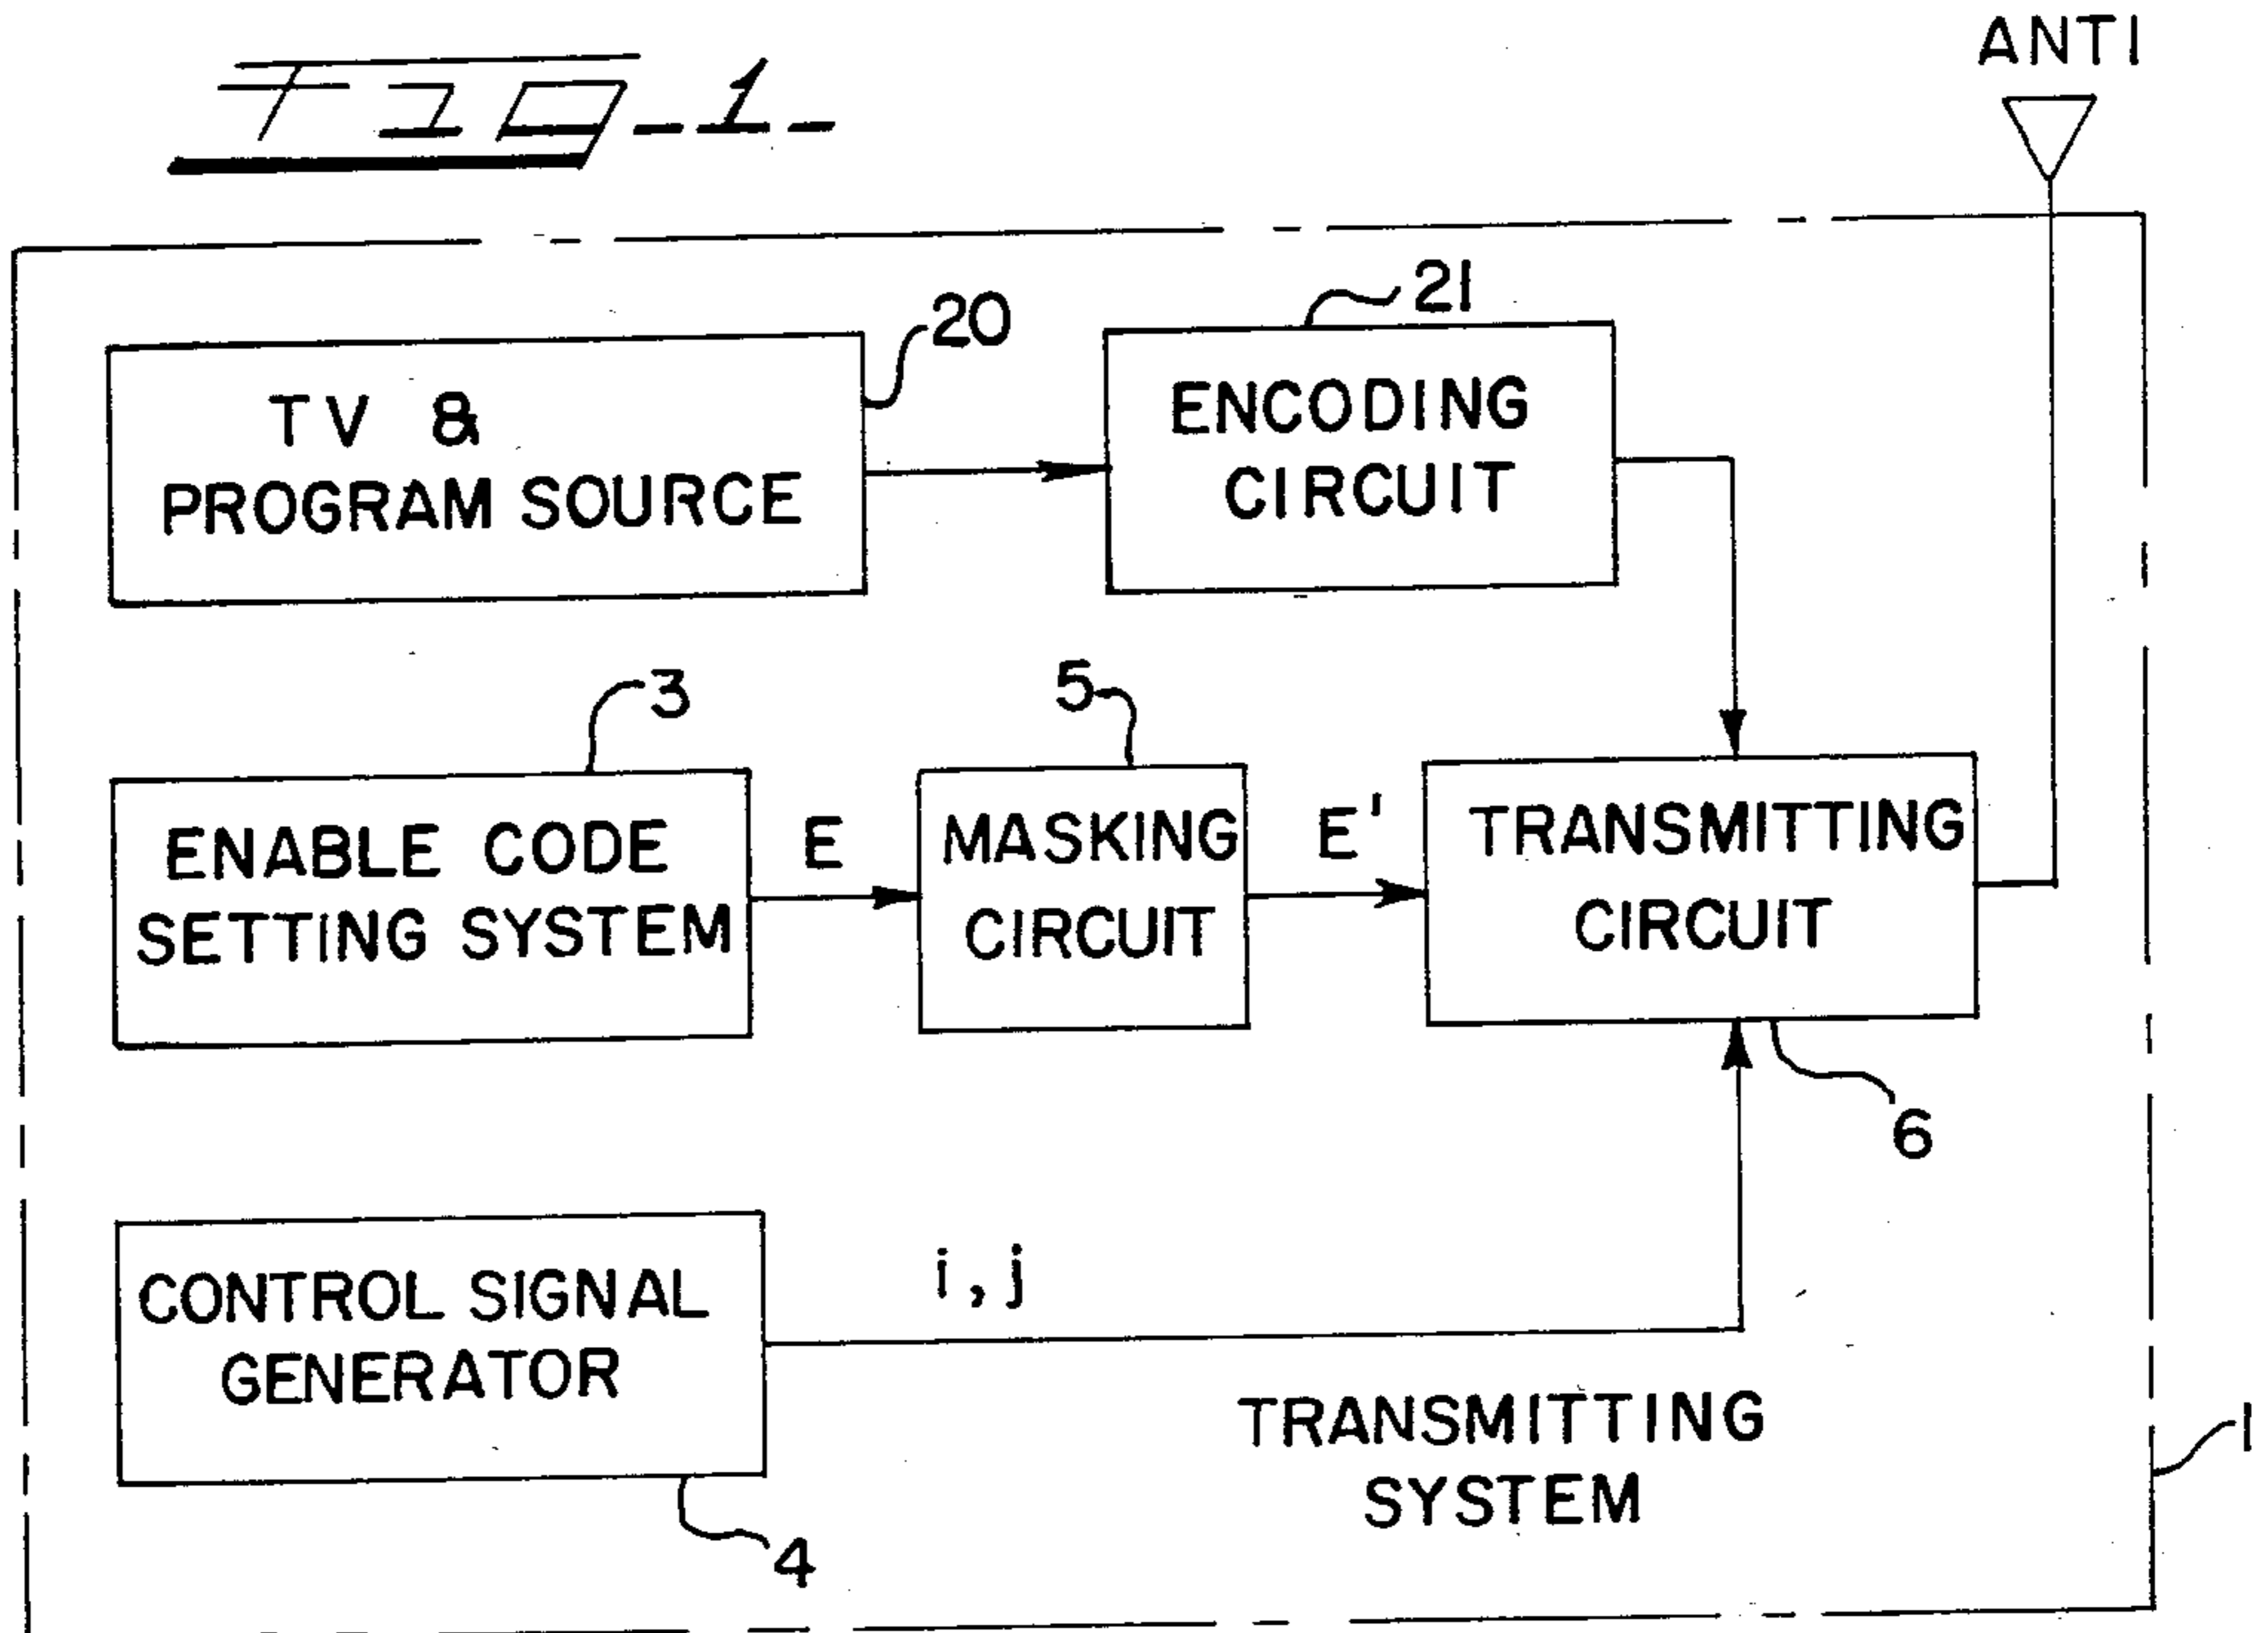 Fig-1-
ANT1
20
21
TV &
PROGRAM SOURCE
ENCODING
CIRCUIT
3
5
ENABLE CODE
SETTING SYSTEM
E
MASKING
CIRCUIT
E'
TRANSMITTING
CIRCUIT
6
CONTROL SIGNAL
GENERATOR
i, j
TRANSMITTING
SYSTEM
1
4